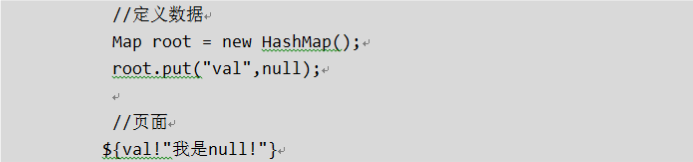 //定义数据
Map root = new HashMap();
root.put("val",null);
//页面
${val!"我是null!"}